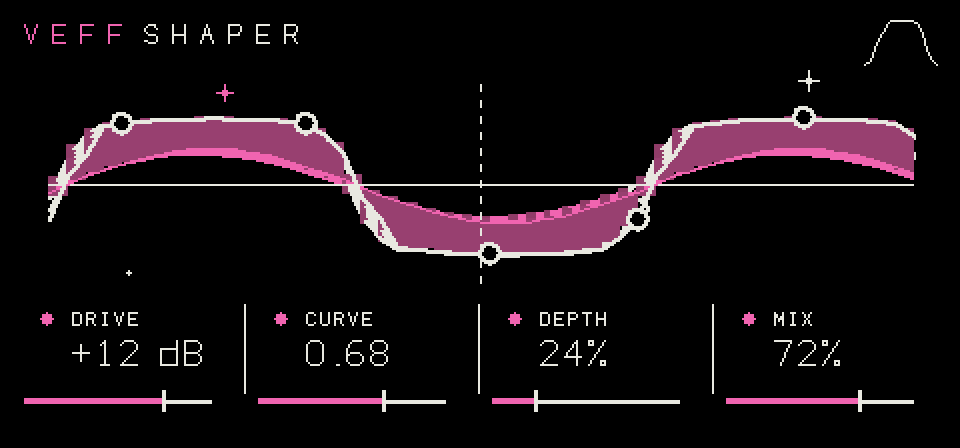 VEFF SHAPER
DRIVE
+12 dB
CURVE
0.68
DEPTH
24%
MIX
72%